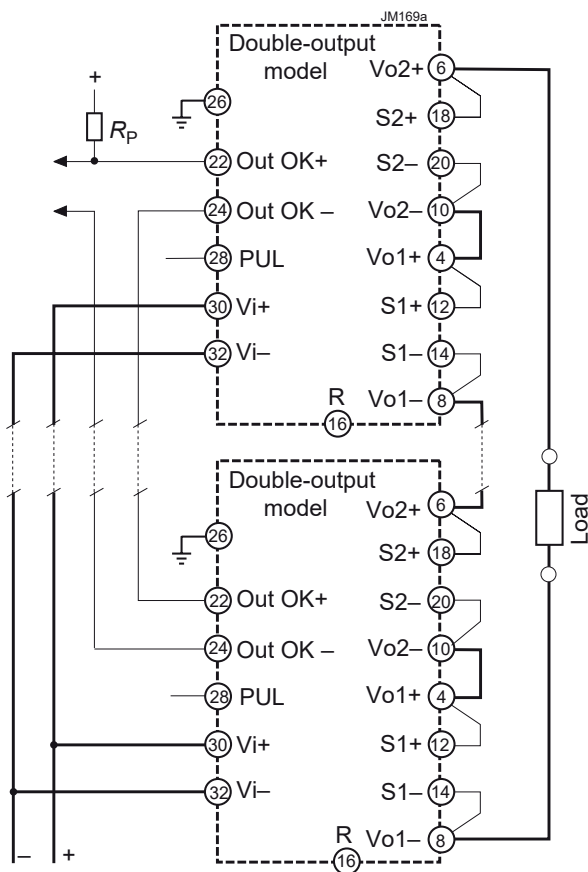 JM169a
Double-output
model
Vo2+
6
+
26
S2+
18
RP
22
Out OK+
S2–
20
24
Out OK –
Vo2–
10
28
PUL
Vo1+
4
30
Vi+
S1+
12
32
Vi–
S1–
14
R
16
Vo1–
8
Double-output
model
Vo2+
6
26
S2+
18
Load
22
Out OK+
S2–
20
24
Out OK –
Vo2–
10
28
PUL
Vo1+
4
30
Vi+
S1+
12
32
Vi–
S1–
14
R
16
Vo1–
8
– +